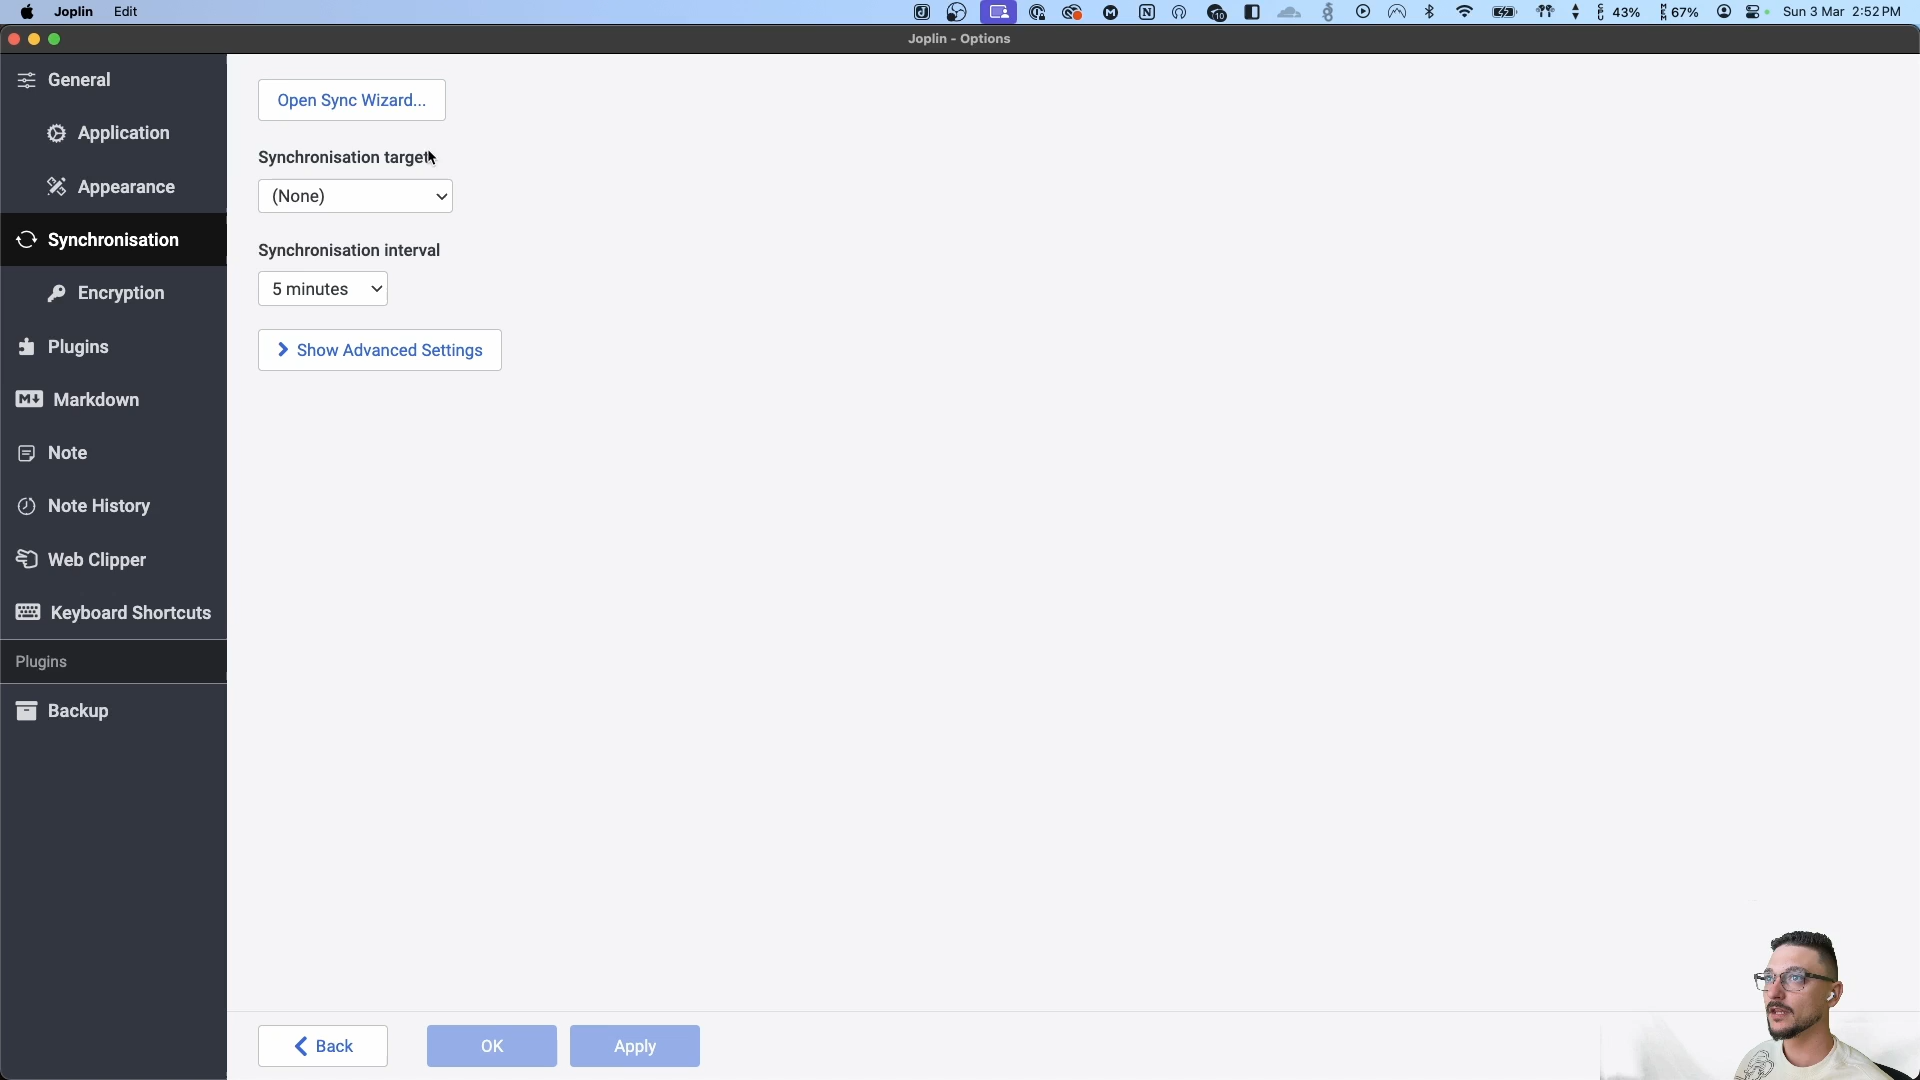 Joplin Edit
10 43% 67% Sun 3 Mar 2:52 PM
Joplin - Options
General
Application
Appearance
Synchronisation
Encryption
Plugins
Markdown
Note
Note History
Web Clipper
Keyboard Shortcuts
Plugins
Backup
Open Sync Wizard...
Synchronisation target
(None)
Synchronisation interval
5 minutes
Show Advanced Settings
Back
OK
Apply